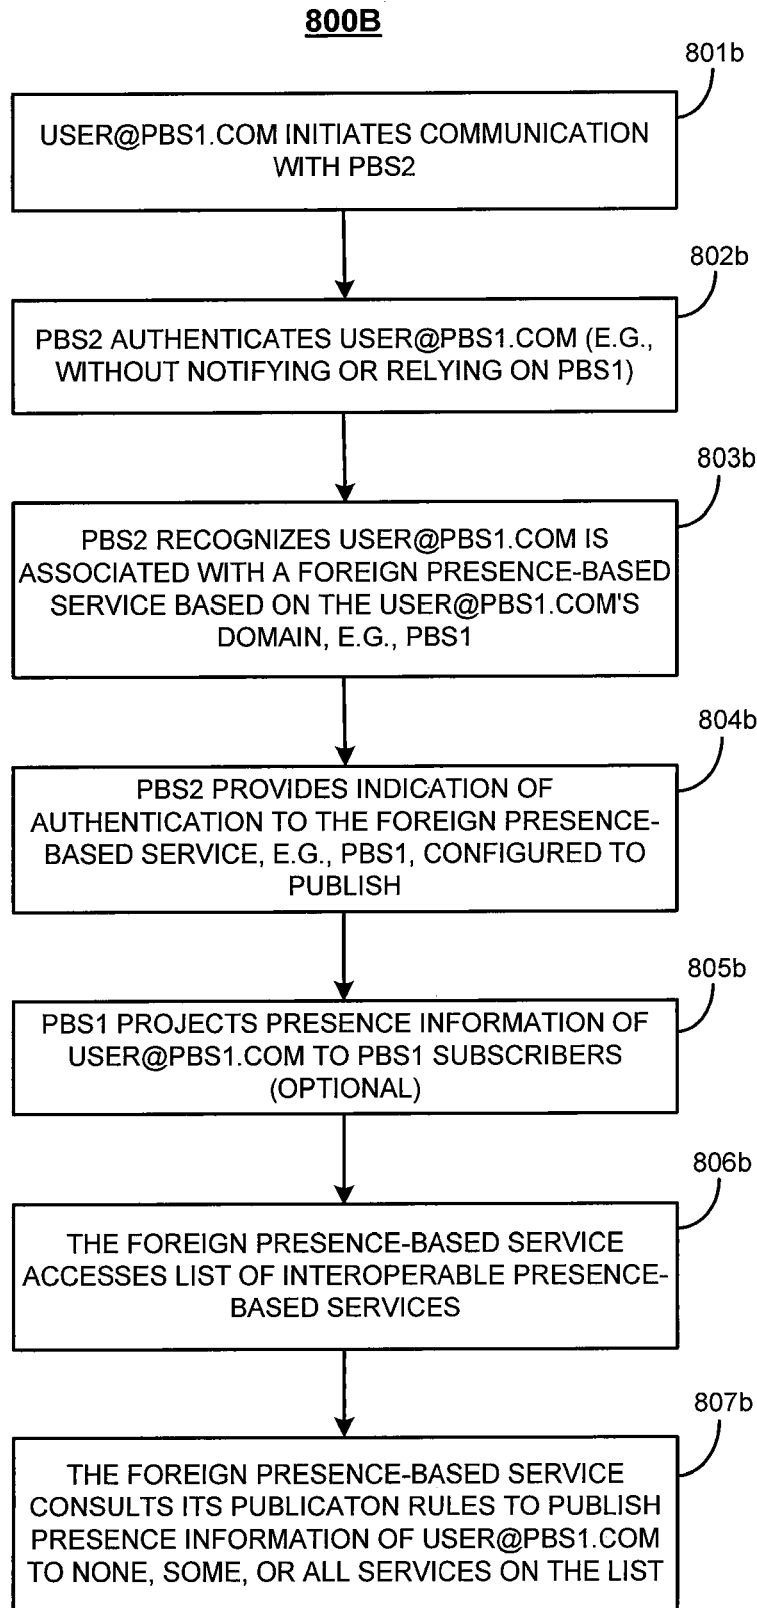 800B
801b
USER@PBS1.COM INITIATES COMMUNICATION
WITH PBS2
802b
PBS2 AUTHENTICATES USER@PBS1.COM (E.G.,
WITHOUT NOTIFYING OR RELYING ON PBS1)
803b
PBS2 RECOGNIZES USER@PBS1.COM IS
ASSOCIATED WITH A FOREIGN PRESENCE-BASED
SERVICE BASED ON THE USER@PBS1.COM'S
DOMAIN, E.G., PBS1
804b
PBS2 PROVIDES INDICATION OF
AUTHENTICATION TO THE FOREIGN PRESENCE-
BASED SERVICE, E.G., PBS1, CONFIGURED TO
PUBLISH
805b
PBS1 PROJECTS PRESENCE INFORMATION OF
USER@PBS1.COM TO PBS1 SUBSCRIBERS
(OPTIONAL)
806b
THE FOREIGN PRESENCE-BASED SERVICE
ACCESSES LIST OF INTEROPERABLE PRESENCE-
BASED SERVICES
807b
THE FOREIGN PRESENCE-BASED SERVICE
CONSULTS ITS PUBLICATON RULES TO PUBLISH
PRESENCE INFORMATION OF USER@PBS1.COM
TO NONE, SOME, OR ALL SERVICES ON THE LIST